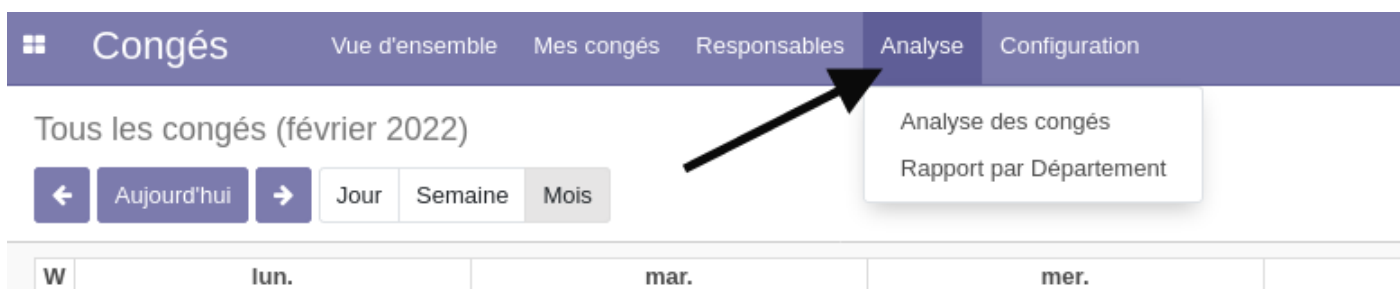 Congés Vue d'ensemble Mes congés Responsables Analyse Configuration
Analyse des congés
Rapport par Département
Tous les congés (février 2022)
Aujourd'hui Jour Semaine Mois
W lun. mar. mer.